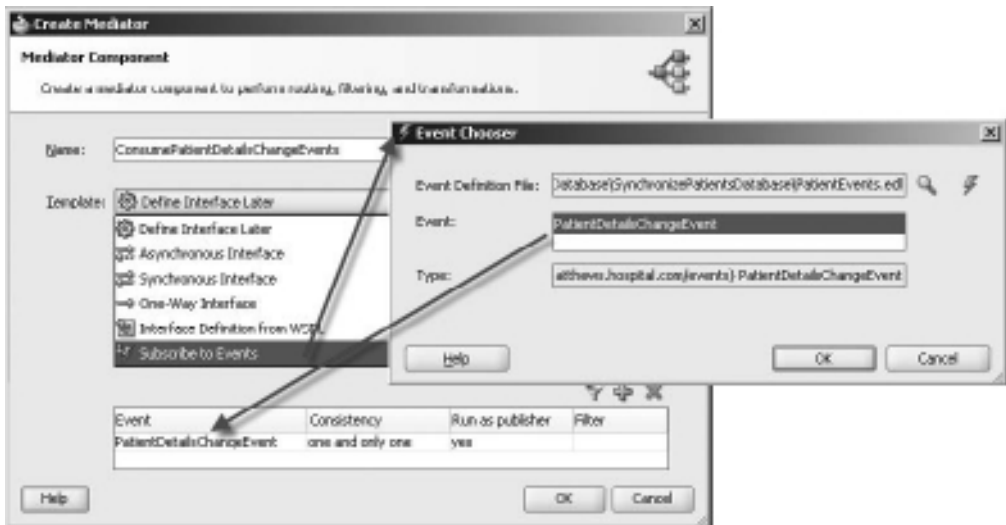 Create Mediator
Mediator Component
Create a mediator component to perform routing, filtering, and transformations.
Name: ConsumePatientDetailsChangeEvents
Template: Define Interface Later
Define Interface Later
Asynchronous Interface
Synchronous Interface
One-Way Interface
Interface Definition from WSDL
Subscribe to Events
Event Consistency Run as publisher Filter
PatientDetailsChangeEvent one and only one yes
Help OK Cancel
Event Chooser
Event Definition File: Database\SynchronizePatientsDatabase\PatientEvents.edl
Event: PatientDetailsChangeEvent
Type: atthews.hospital.com/events} PatientDetailsChangeEvent
Help OK Cancel